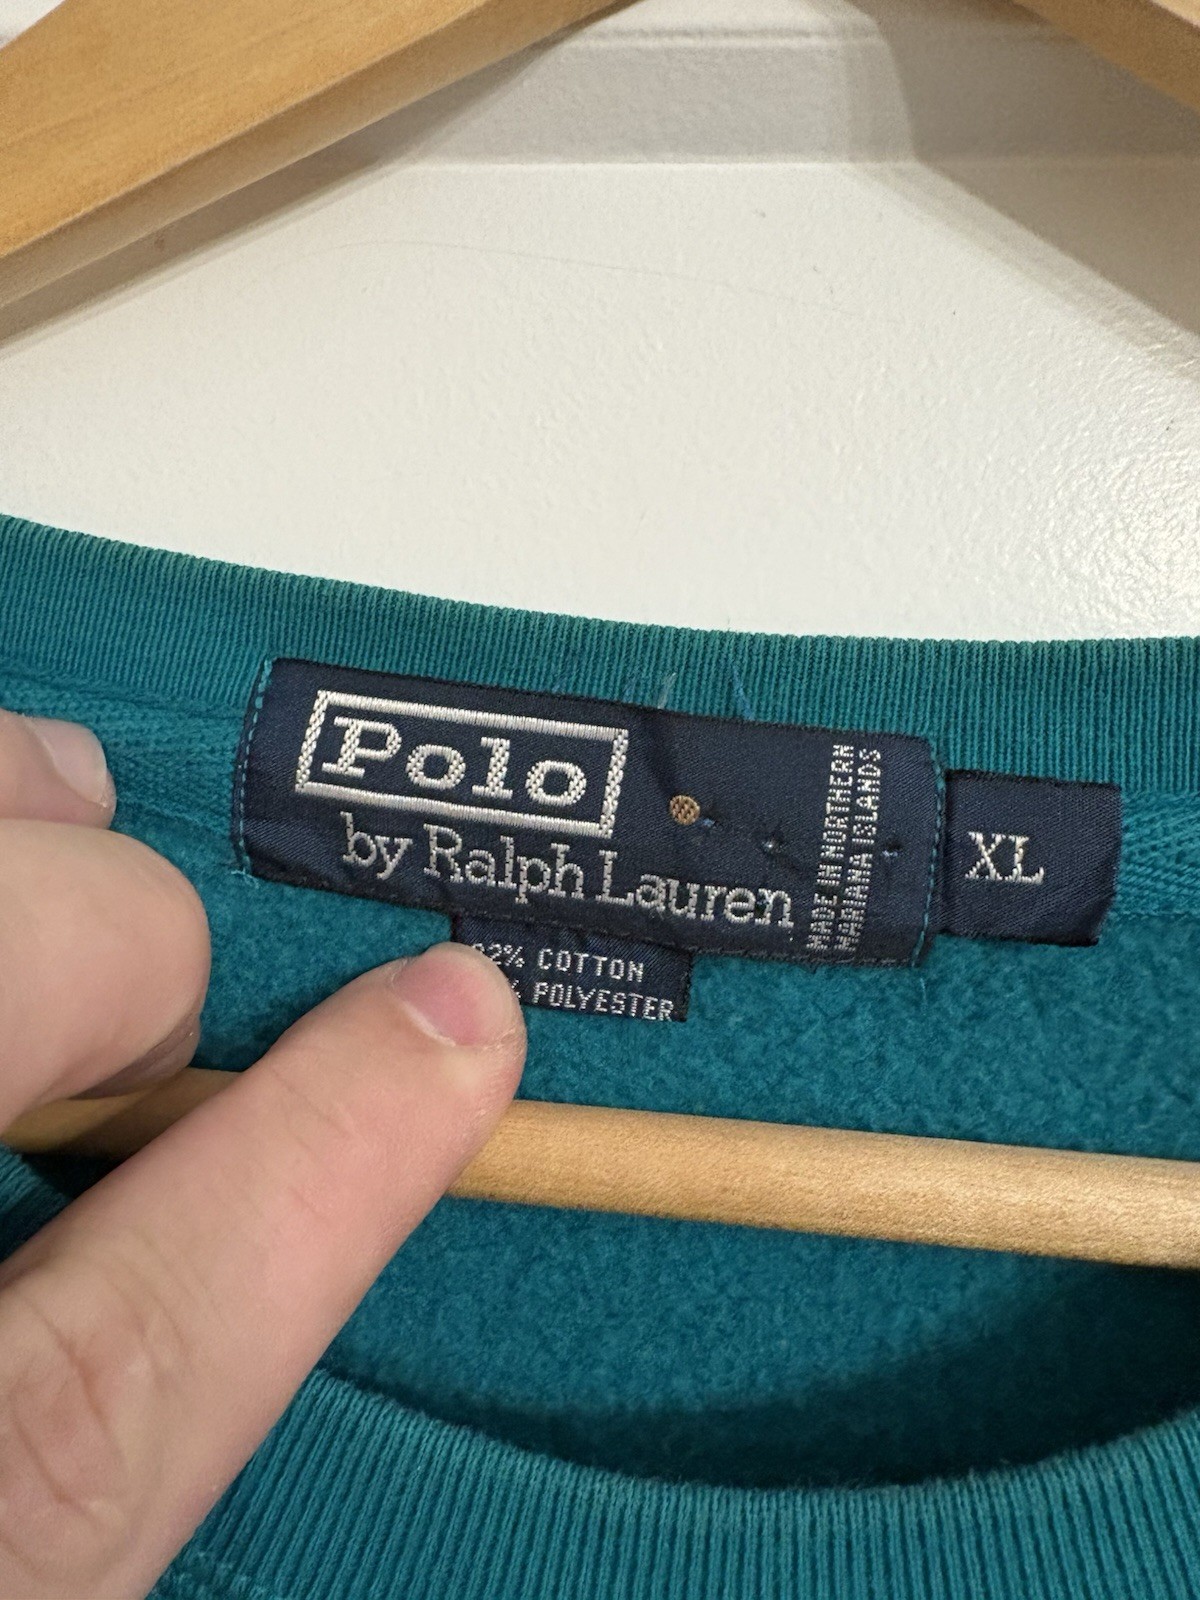 Polo
by Ralph Lauren
MADE IN NORTHERN
MARIANA ISLANDS
XL
% COTTON
POLYESTER